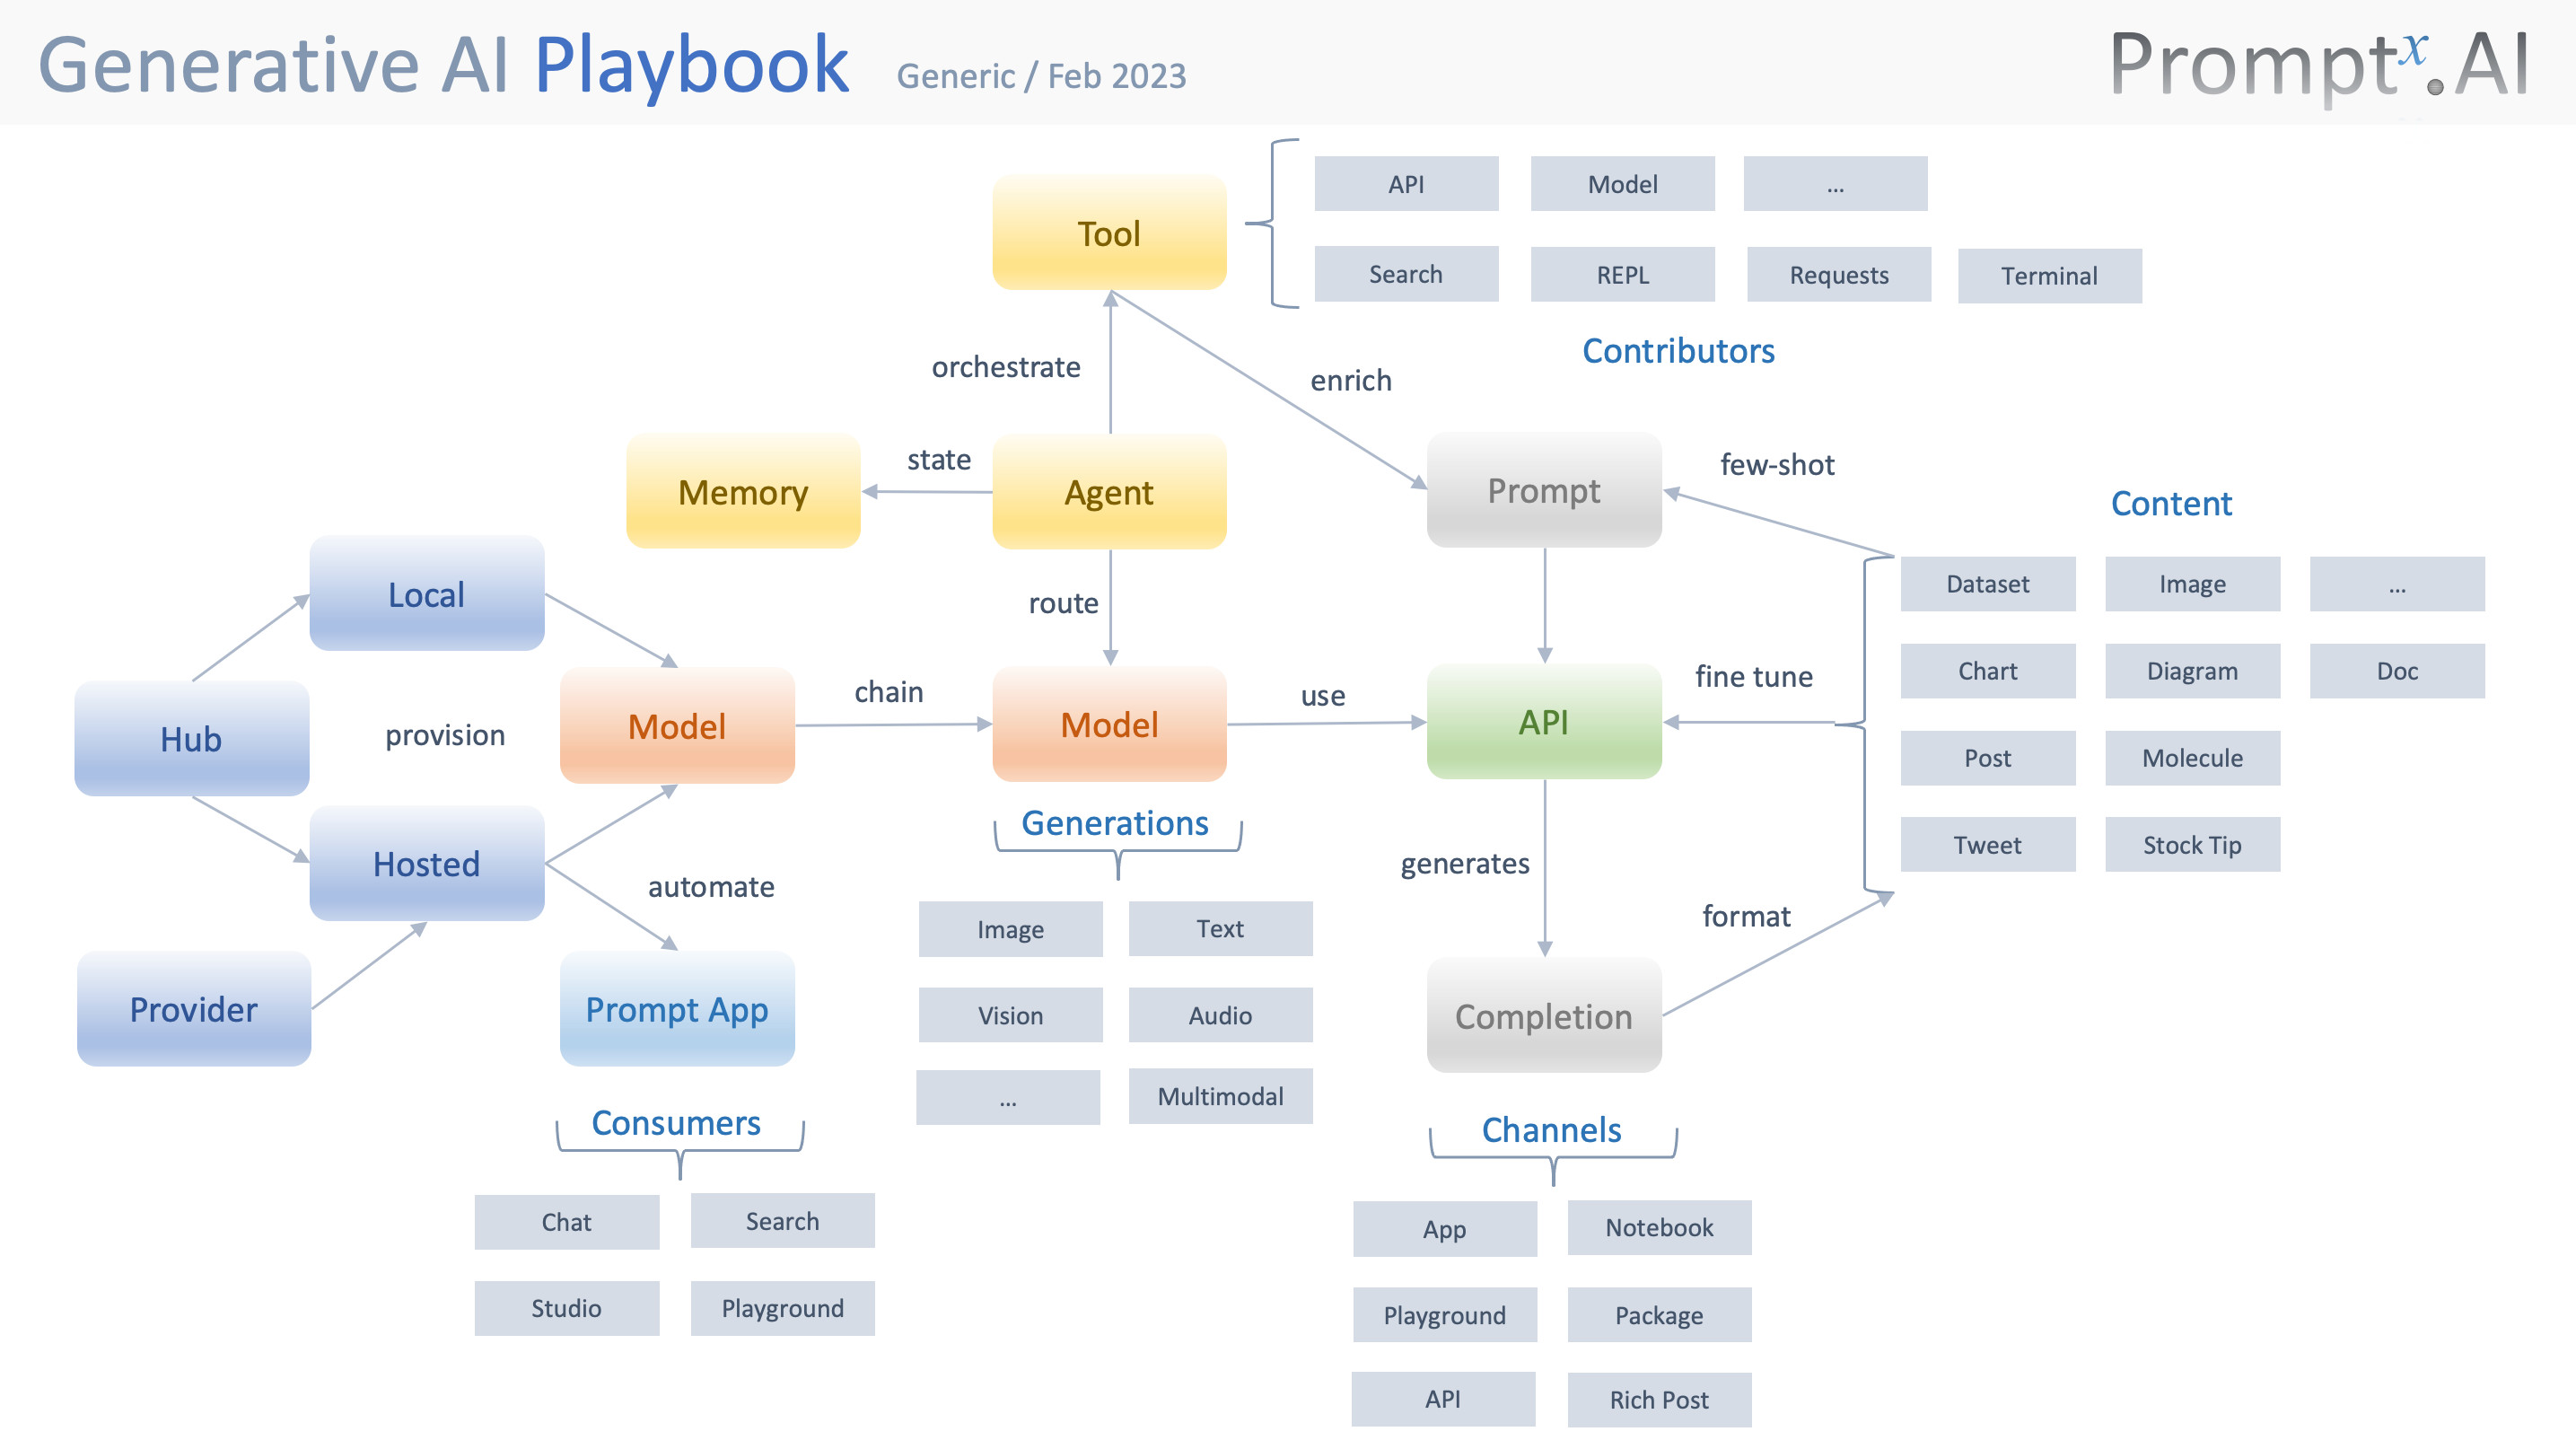 Generative AI Playbook Generic / Feb 2023
Prompt^x.AI
Tool
API
Model
...
Search
REPL
Requests
Terminal
Contributors
orchestrate
enrich
Memory
state
Agent
Prompt
few-shot
Content
Local
route
Dataset
Image
...
Chart
Diagram
Doc
Post
Molecule
Tweet
Stock Tip
Hub
provision
Model
chain
Model
use
API
fine tune
Hosted
automate
Generations
generates
format
Image
Text
Vision
Audio
...
Multimodal
Provider
Prompt App
Completion
Consumers
Chat
Search
Studio
Playground
Channels
App
Notebook
Playground
Package
API
Rich Post